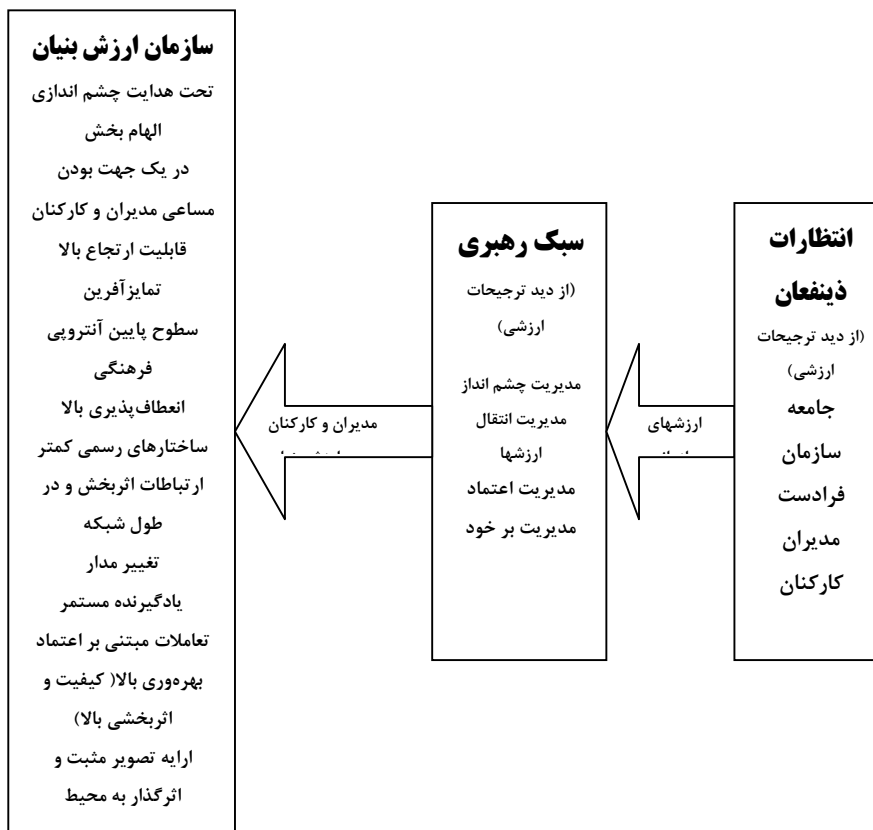 انتظارات
ذینفعان
(از دید ترجیحات
ارزشی)
جامعه
سازمان
فرادست
مدیران
کارکنان
ارزشهای
سبک رهبری
(از دید ترجیحات
ارزشی)
مدیریت چشم انداز
مدیریت انتقال
ارزشها
مدیریت اعتماد
مدیریت بر خود
مدیران و کارکنان
سازمان ارزش بنیان
تحت هدایت چشم اندازی
الهام بخش
در یک جهت بودن
مساعی مدیران و کارکنان
قابلیت ارتجاع بالا
تمایزآفرین
سطوح پایین آنتروپی
فرهنگی
انعطاف‌پذیری بالا
ساختارهای رسمی کمتر
ارتباطات اثربخش و در
طول شبکه
تغییر مدار
یادگیرنده مستمر
تعاملات مبتنی بر اعتماد
بهره‌وری بالا( کیفیت و
اثربخشی بالا)
ارایه تصویر مثبت و
اثرگذار به محیط